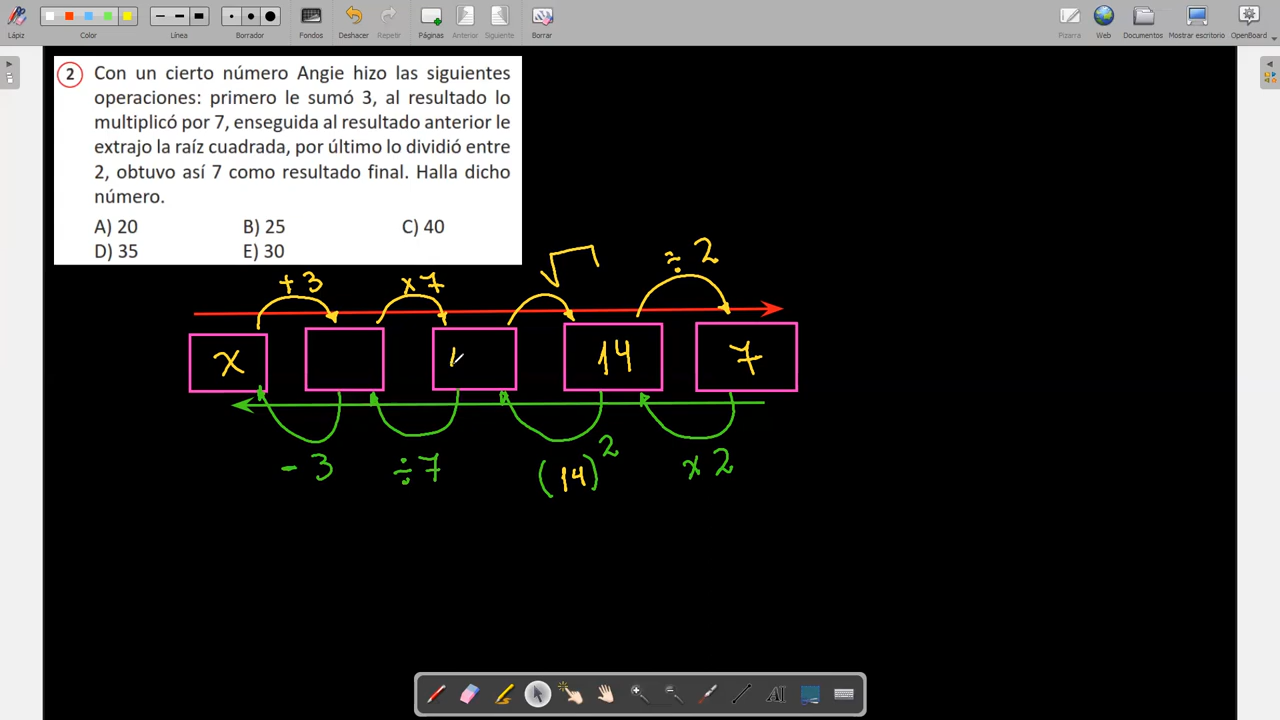 Lápiz Color Línea Borrador Fondos Deshacer Repetir Páginas Anterior Siguiente Borrar Pizarra Web Documentos Mostrar escritorio OpenBoard
2 Con un cierto número Angie hizo las siguientes
operaciones: primero le sumó 3, al resultado lo
multiplicó por 7, enseguida al resultado anterior le
extrajo la raíz cuadrada, por último lo dividió entre
2, obtuvo así 7 como resultado final. Halla dicho
número.
A) 20 B) 25 C) 40
D) 35 E) 30
+3 x7 √ ÷2
x 14 7
-3 ÷7 (14)² x2
AI